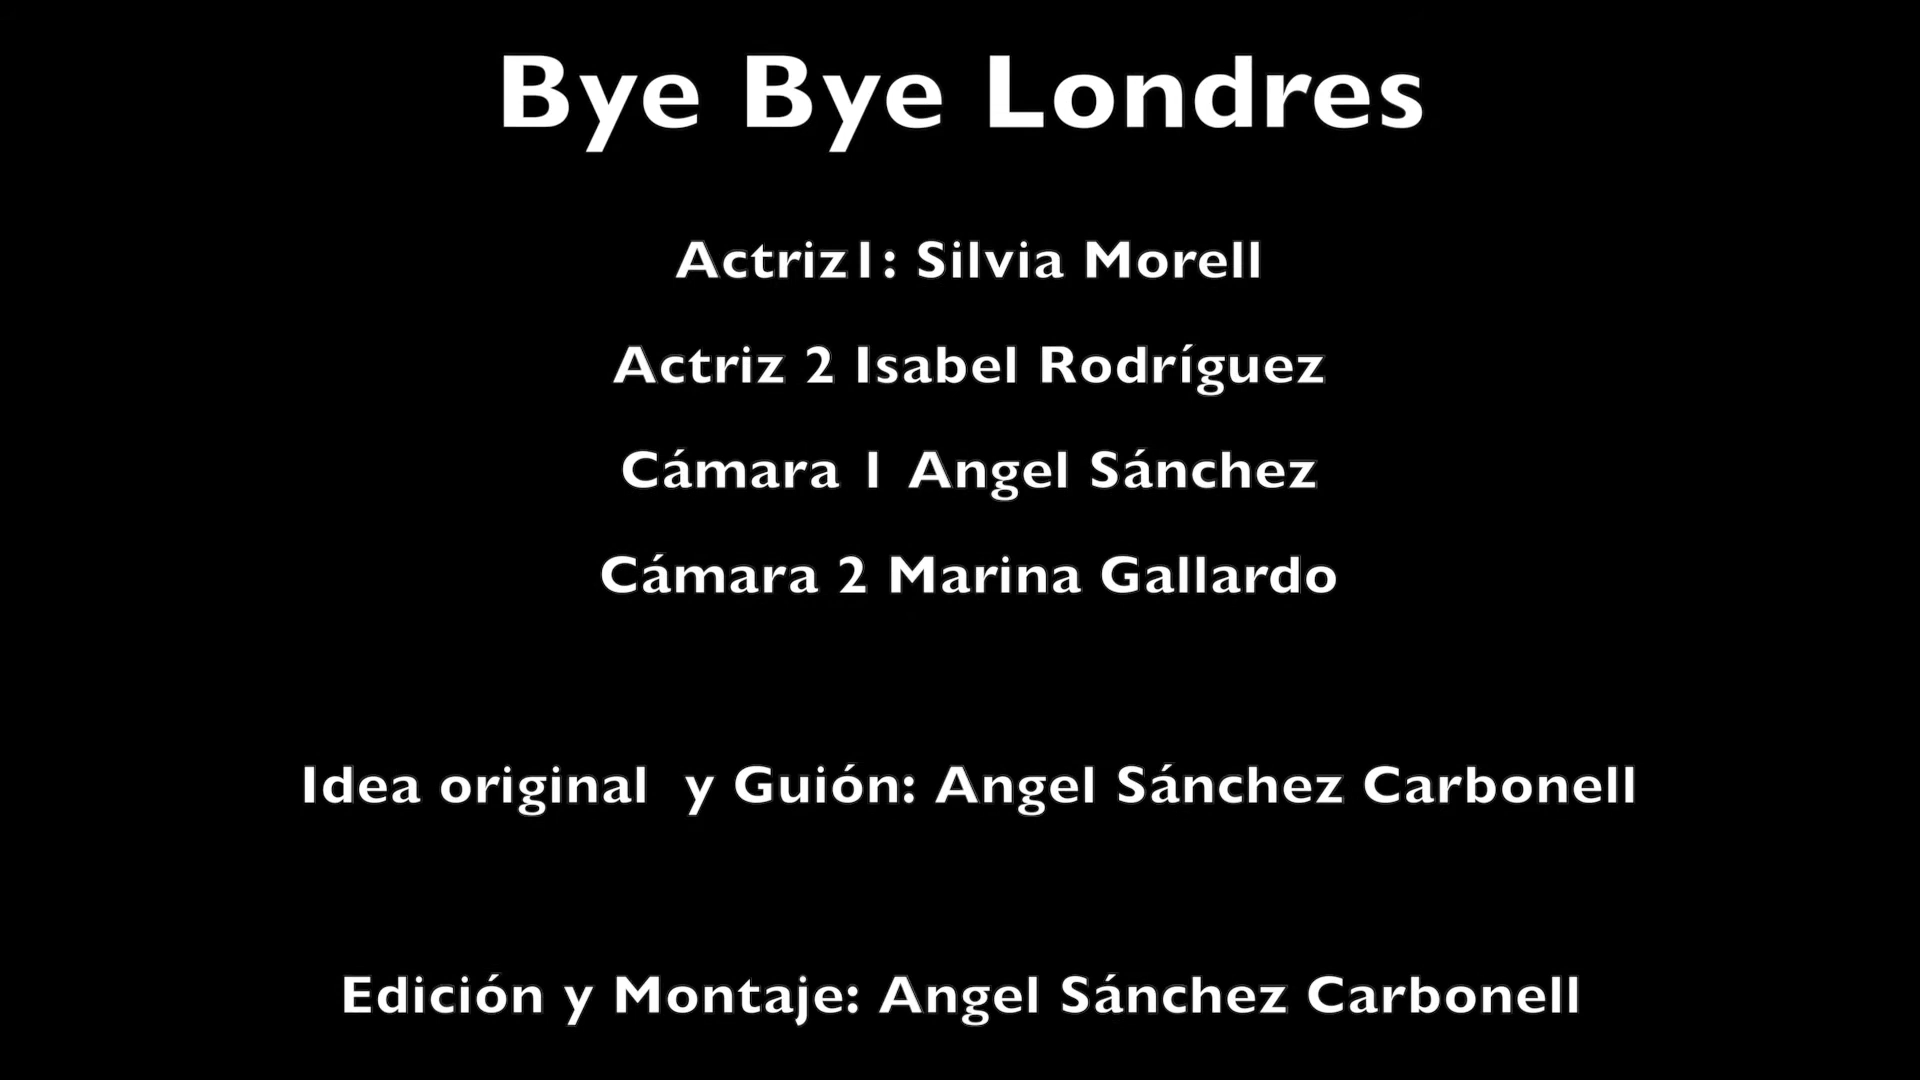 Bye Bye Londres
Actriz1: Silvia Morell
Actriz 2 Isabel Rodríguez
Cámara 1 Angel Sánchez
Cámara 2 Marina Gallardo
Idea original  y Guión: Angel Sánchez Carbonell
Edición y Montaje: Angel Sánchez Carbonell